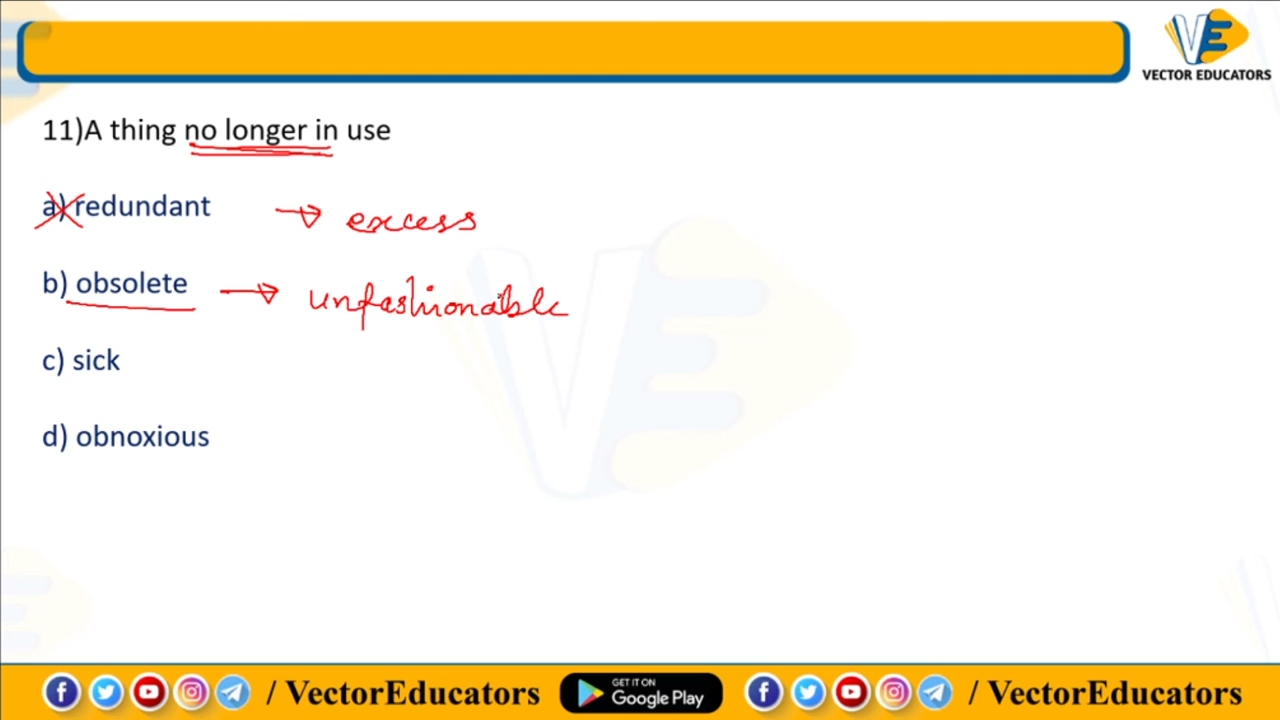 VE
VECTOR EDUCATORS
11)A thing no longer in use
a) redundant → excess
b) obsolete → unfashionable
c) sick
d) obnoxious
/ VectorEducators GET IT ON Google Play / VectorEducators